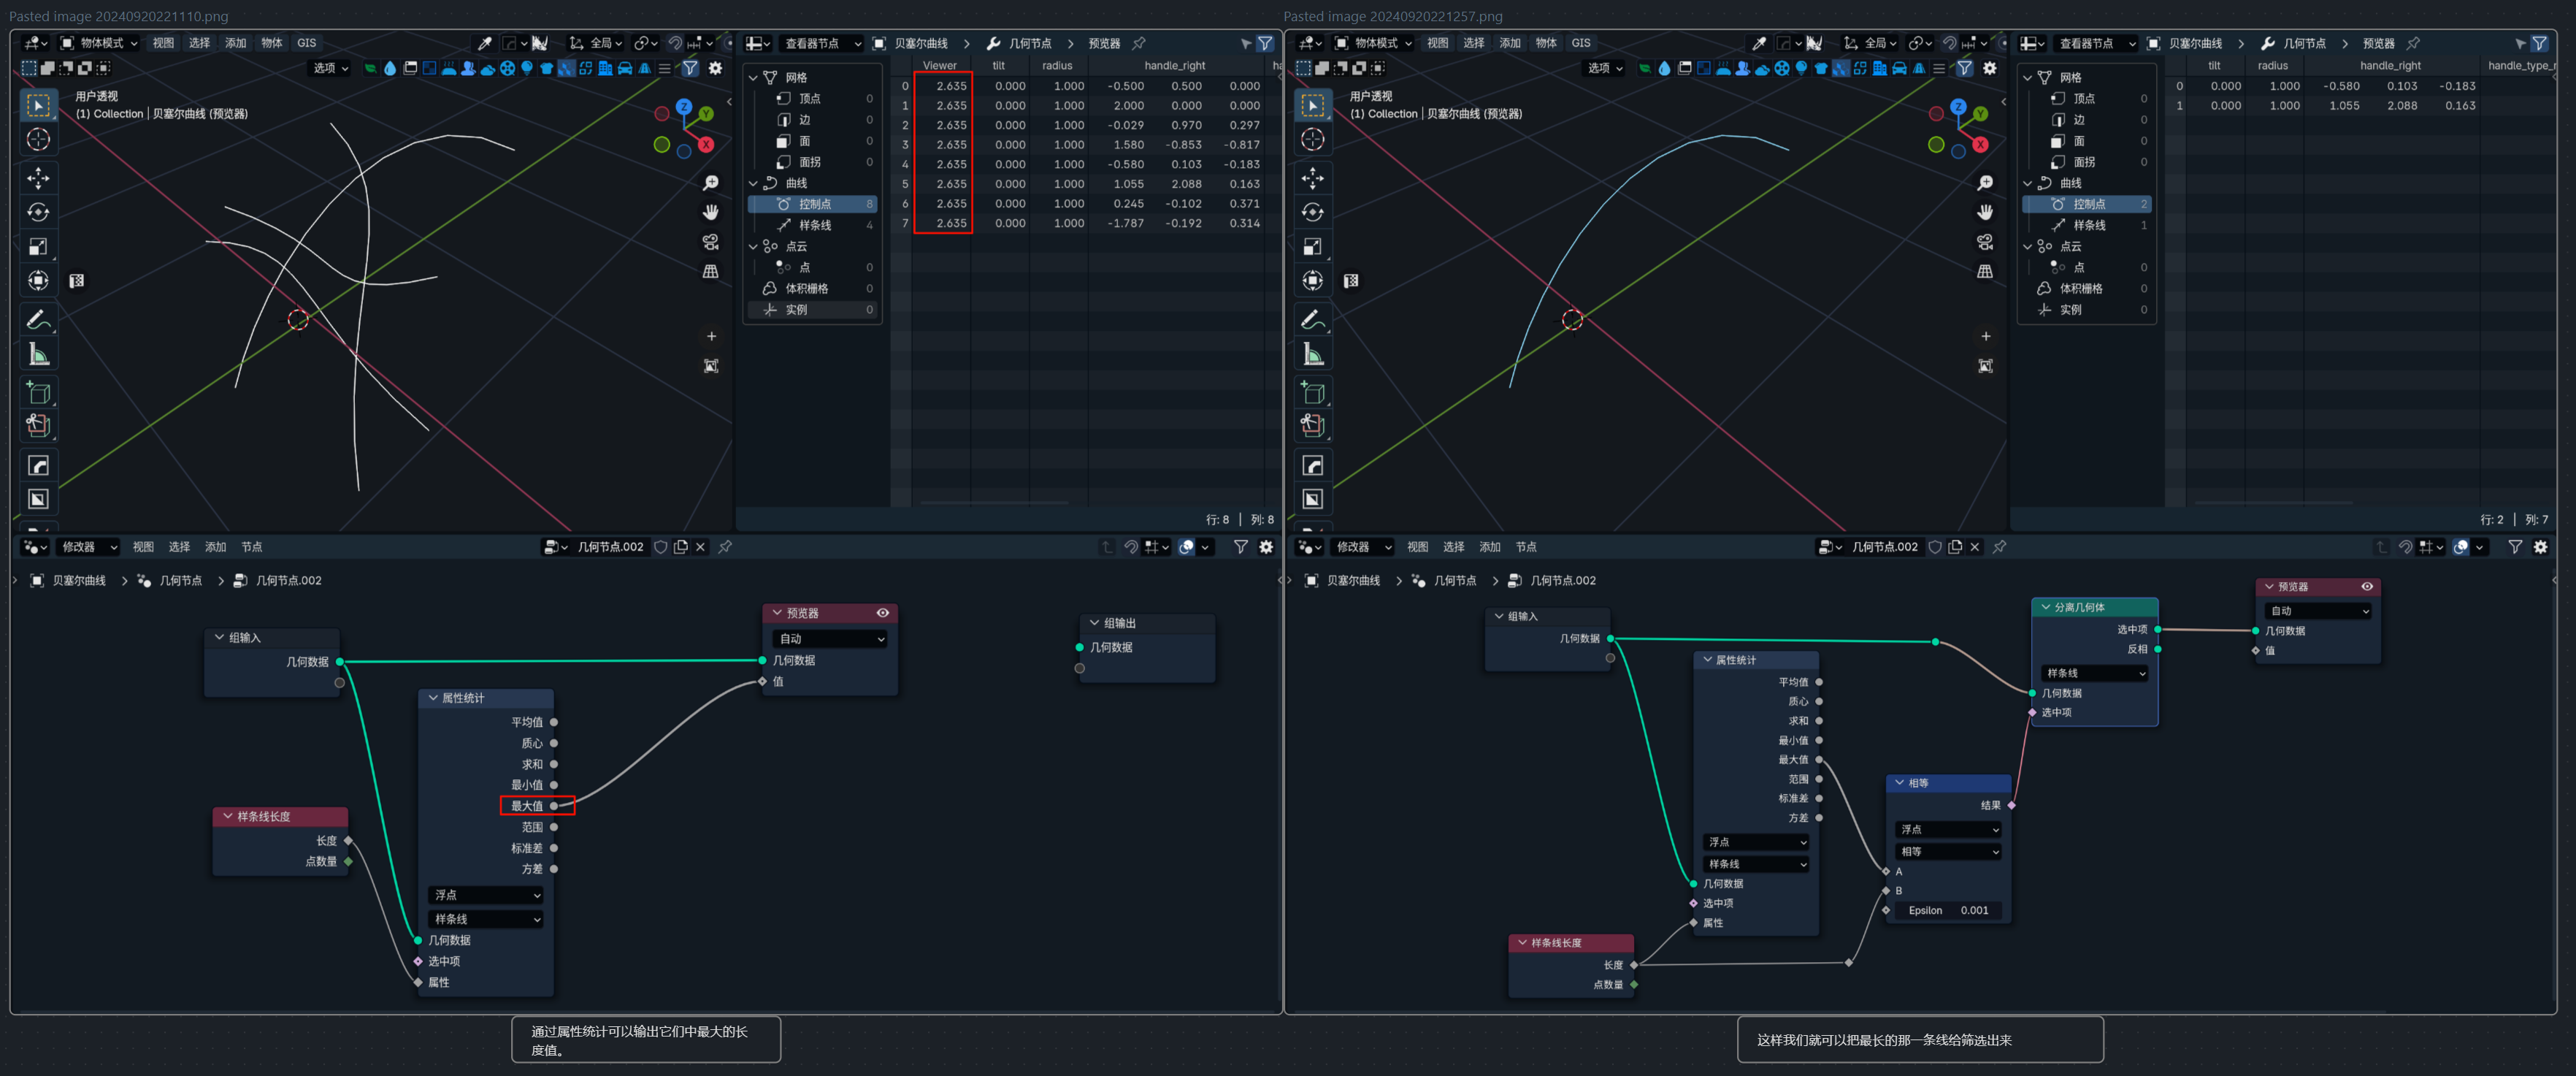 Pasted image 20240920221110.png
物体模式 视图 选择 添加 物体 GIS 全局
选项
用户透视
(1) Collection | 贝塞尔曲线 (预览器)
查看器节点 贝塞尔曲线 几何节点 预览器
网格
顶点 0
边 0
面 0
面拐 0
曲线
控制点 8
样条线 4
点云
点 0
体积栅格 0
实例 0
Viewer tilt radius handle_right ha
0 2.635 0.000 1.000 -0.500 0.500 0.000
1 2.635 0.000 1.000 2.000 0.000 0.000
2 2.635 0.000 1.000 -0.029 0.970 0.297
3 2.635 0.000 1.000 1.580 -0.853 -0.817
4 2.635 0.000 1.000 -0.580 0.103 -0.183
5 2.635 0.000 1.000 1.055 2.088 0.163
6 2.635 0.000 1.000 0.245 -0.102 0.371
7 2.635 0.000 1.000 -1.787 -0.192 0.314
行: 8 | 列: 8
修改器 视图 选择 添加 节点 几何节点.002
贝塞尔曲线 几何节点 几何节点.002
组输入
几何数据
样条线长度
长度
点数量
属性统计
平均值
质心
求和
最小值
最大值
范围
标准差
方差
浮点
样条线
几何数据
选中项
属性
预览器
自动
几何数据
值
组输出
几何数据
通过属性统计可以输出它们中最大的长
度值。
Pasted image 20240920221257.png
物体模式 视图 选择 添加 物体 GIS 全局
选项
用户透视
(1) Collection | 贝塞尔曲线 (预览器)
查看器节点 贝塞尔曲线 几何节点 预览器
网格
顶点 0
边 0
面 0
面拐 0
曲线
控制点 2
样条线 1
点云
点 0
体积栅格 0
实例 0
tilt radius handle_right handle_type_r
0 0.000 1.000 -0.580 0.103 -0.183
1 0.000 1.000 1.055 2.088 0.163
行: 2 | 列: 7
修改器 视图 选择 添加 节点 几何节点.002
贝塞尔曲线 几何节点 几何节点.002
组输入
几何数据
属性统计
平均值
质心
求和
最小值
最大值
范围
标准差
方差
浮点
样条线
几何数据
选中项
属性
样条线长度
长度
点数量
相等
结果
浮点
相等
A
B
Epsilon 0.001
分离几何体
选中项
反相
样条线
几何数据
选中项
预览器
自动
几何数据
值
这样我们就可以把最长的那一条线给筛选出来